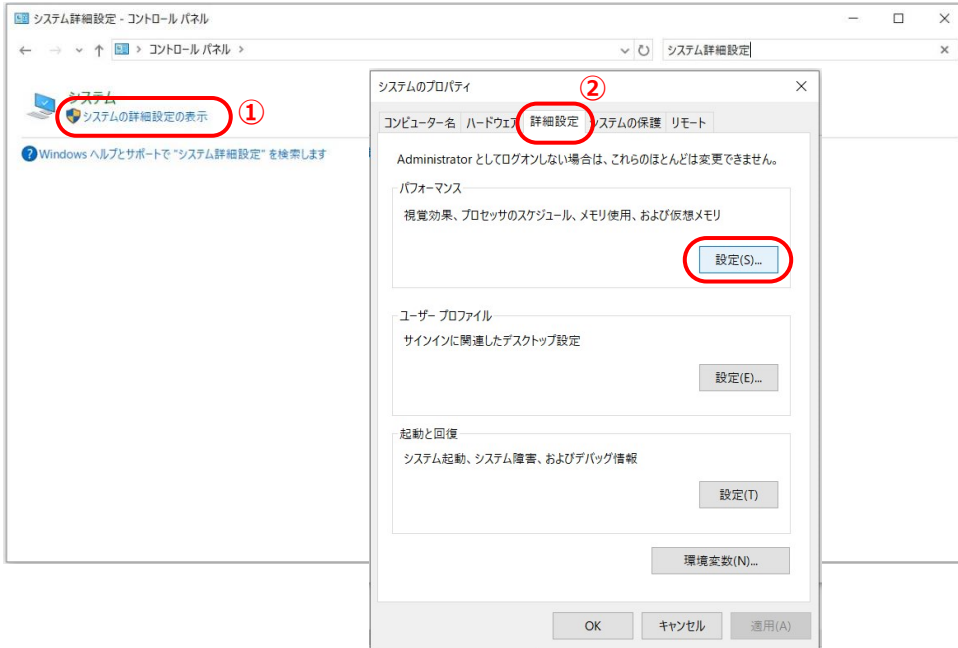 システム詳細設定 - コントロール パネル
コントロール パネル
システム詳細設定
システム
システムの詳細設定の表示
①
Windows ヘルプとサポートで "システム詳細設定" を検索します
システムのプロパティ
②
コンピューター名 ハードウェア 詳細設定 システムの保護 リモート
Administrator としてログオンしない場合は、これらのほとんどは変更できません。
パフォーマンス
視覚効果、プロセッサのスケジュール、メモリ使用、および仮想メモリ
設定(S)...
ユーザー プロファイル
サインインに関連したデスクトップ設定
設定(E)...
起動と回復
システム起動、システム障害、およびデバッグ情報
設定(T)
環境変数(N)...
OK キャンセル 適用(A)